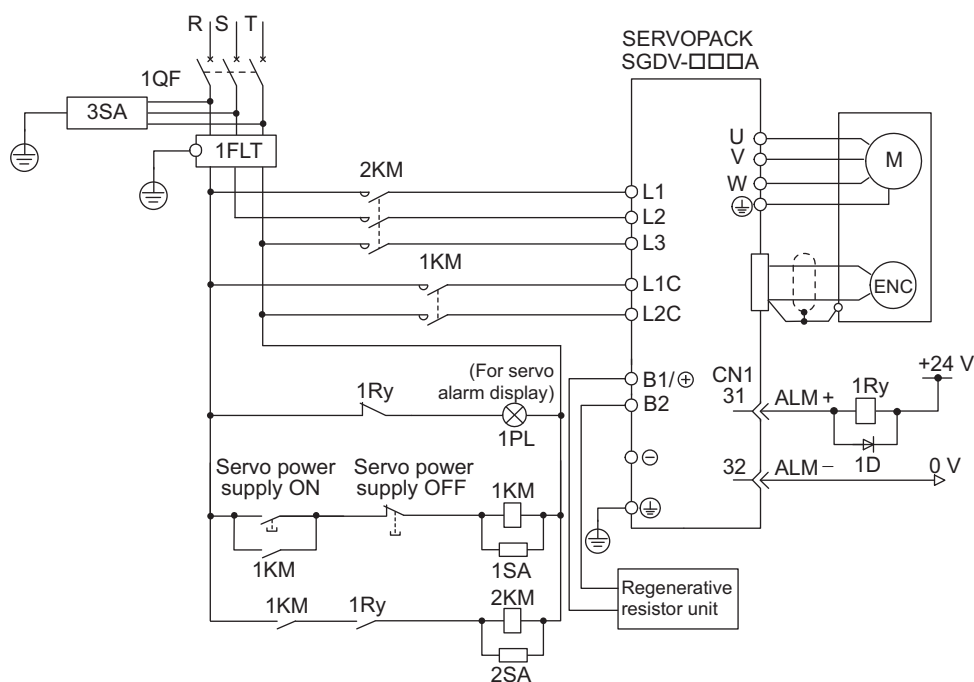 R S T
1QF
3SA
1FLT
2KM
1KM
SERVOPACK
SGDV-□□□A
L1
L2
L3
L1C
L2C
B1/⊕
B2
⊖
U
V
W
M
ENC
CN1
31
ALM +
1Ry
+24 V
1D
32
ALM −
0 V
1Ry
(For servo
alarm display)
1PL
Servo power
supply ON
Servo power
supply OFF
1KM
1KM
1SA
1KM
1Ry
2KM
2SA
Regenerative
resistor unit